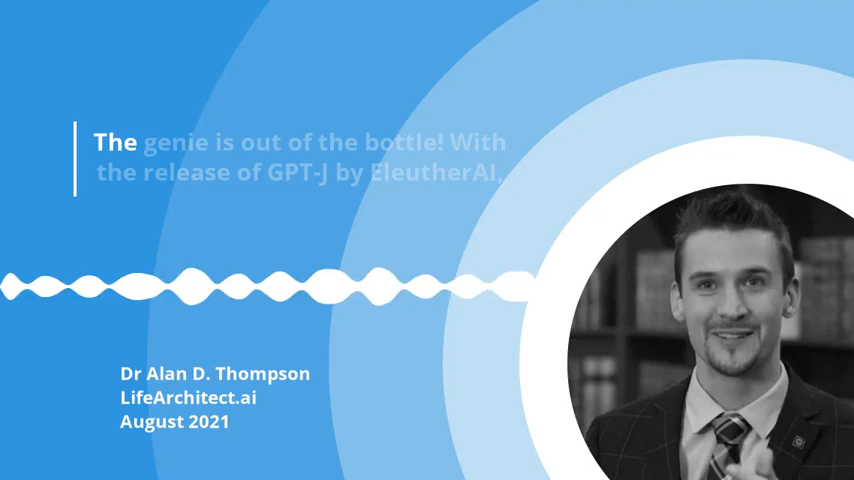 The genie is out of the bottle! With
the release of GPT-J by EleutherAI,
Dr Alan D. Thompson
LifeArchitect.ai
August 2021